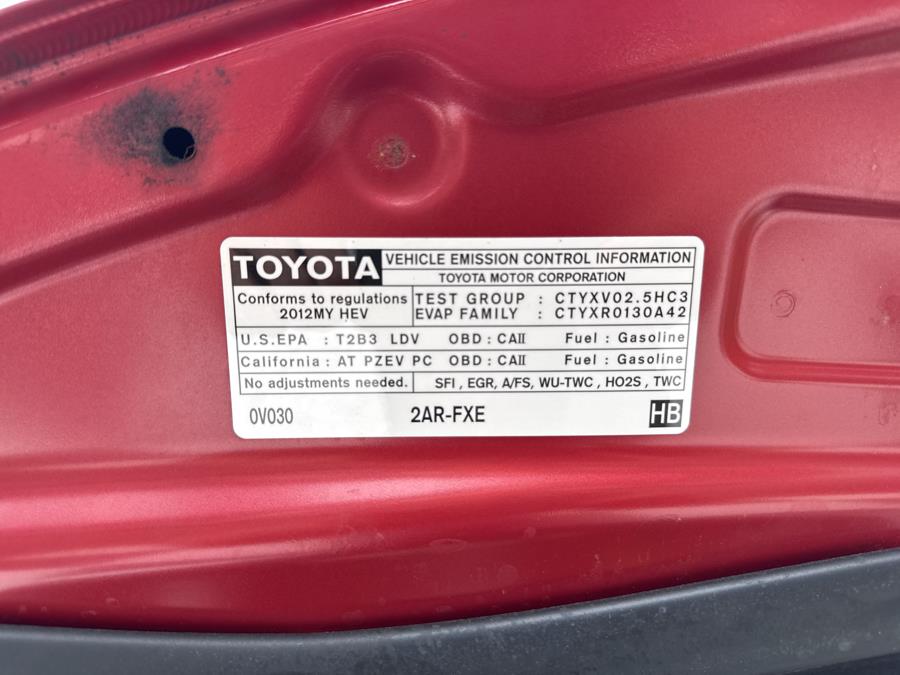 TOYOTA
VEHICLE EMISSION CONTROL INFORMATION
TOYOTA MOTOR CORPORATION
Conforms to regulations
2012MY HEV
TEST GROUP : CTYXV02.5HC3
EVAP FAMILY : CTYXR0130A42
U.S.EPA : T2B3 LDV OBD : CAII Fuel : Gasoline
California : AT PZEV PC OBD : CAII Fuel : Gasoline
No adjustments needed. SFI , EGR, A/FS, WU-TWC , HO2S , TWC
0V030 2AR-FXE HB